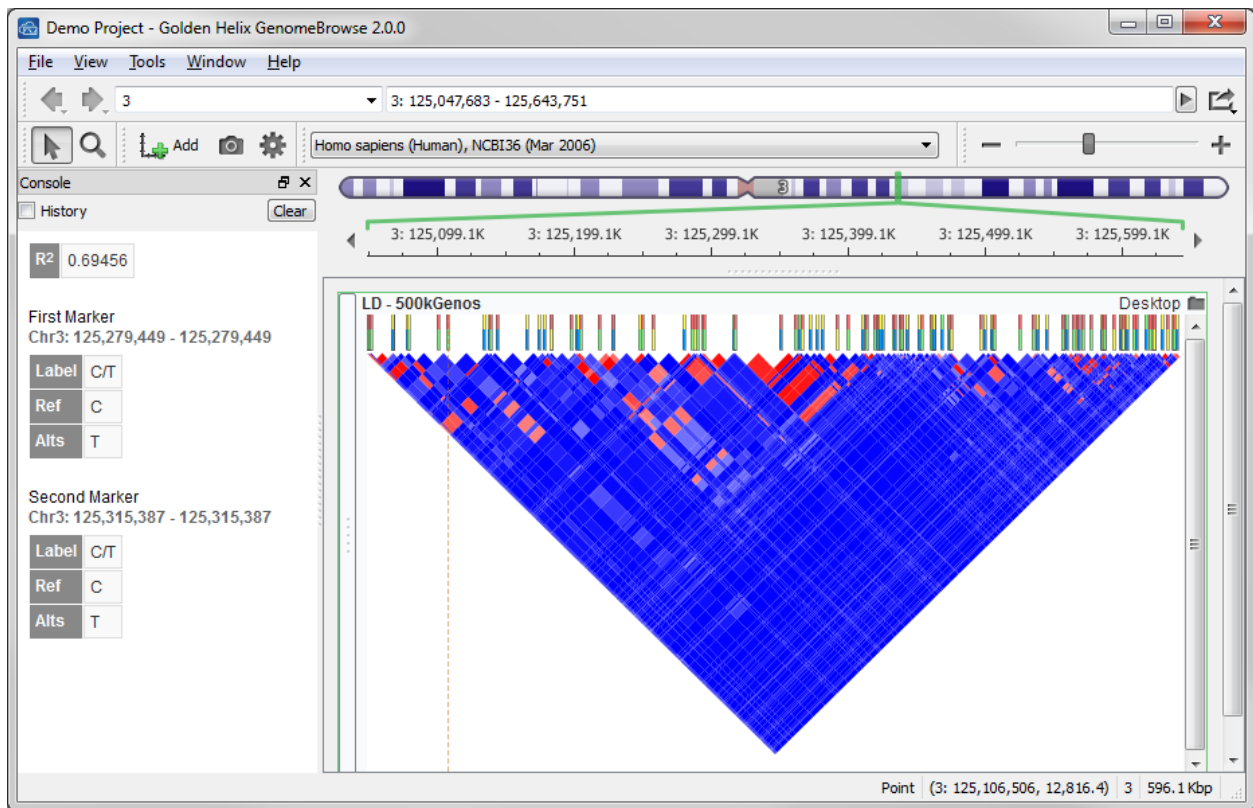 Demo Project - Golden Helix GenomeBrowse 2.0.0
File View Tools Window Help
3 3: 125,047,683 - 125,643,751
Add Homo sapiens (Human), NCBI36 (Mar 2006)
Console
History Clear
3
3: 125,099.1K 3: 125,199.1K 3: 125,299.1K 3: 125,399.1K 3: 125,499.1K 3: 125,599.1K
R2 0.69456
LD - 500kGenos Desktop
First Marker
Chr3: 125,279,449 - 125,279,449
Label C/T
Ref C
Alts T
Second Marker
Chr3: 125,315,387 - 125,315,387
Label C/T
Ref C
Alts T
Point (3: 125,106,506, 12,816.4) 3 596.1 Kbp